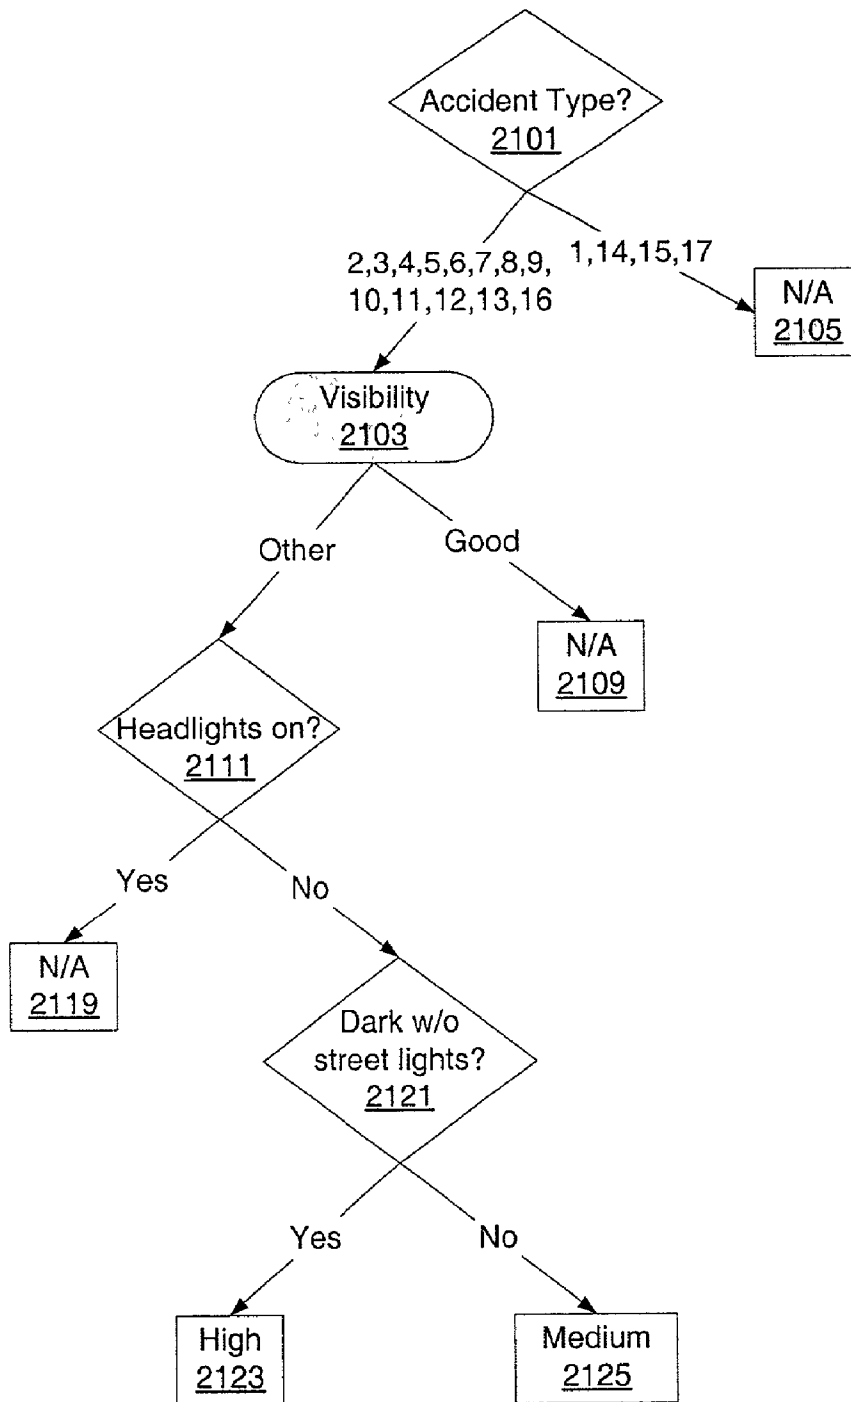 Accident Type?
2101
2,3,4,5,6,7,8,9,
10,11,12,13,16
1,14,15,17
N/A
2105
Visibility
2103
Other
Good
N/A
2109
Headlights on?
2111
Yes
No
N/A
2119
Dark w/o
street lights?
2121
Yes
No
High
2123
Medium
2125